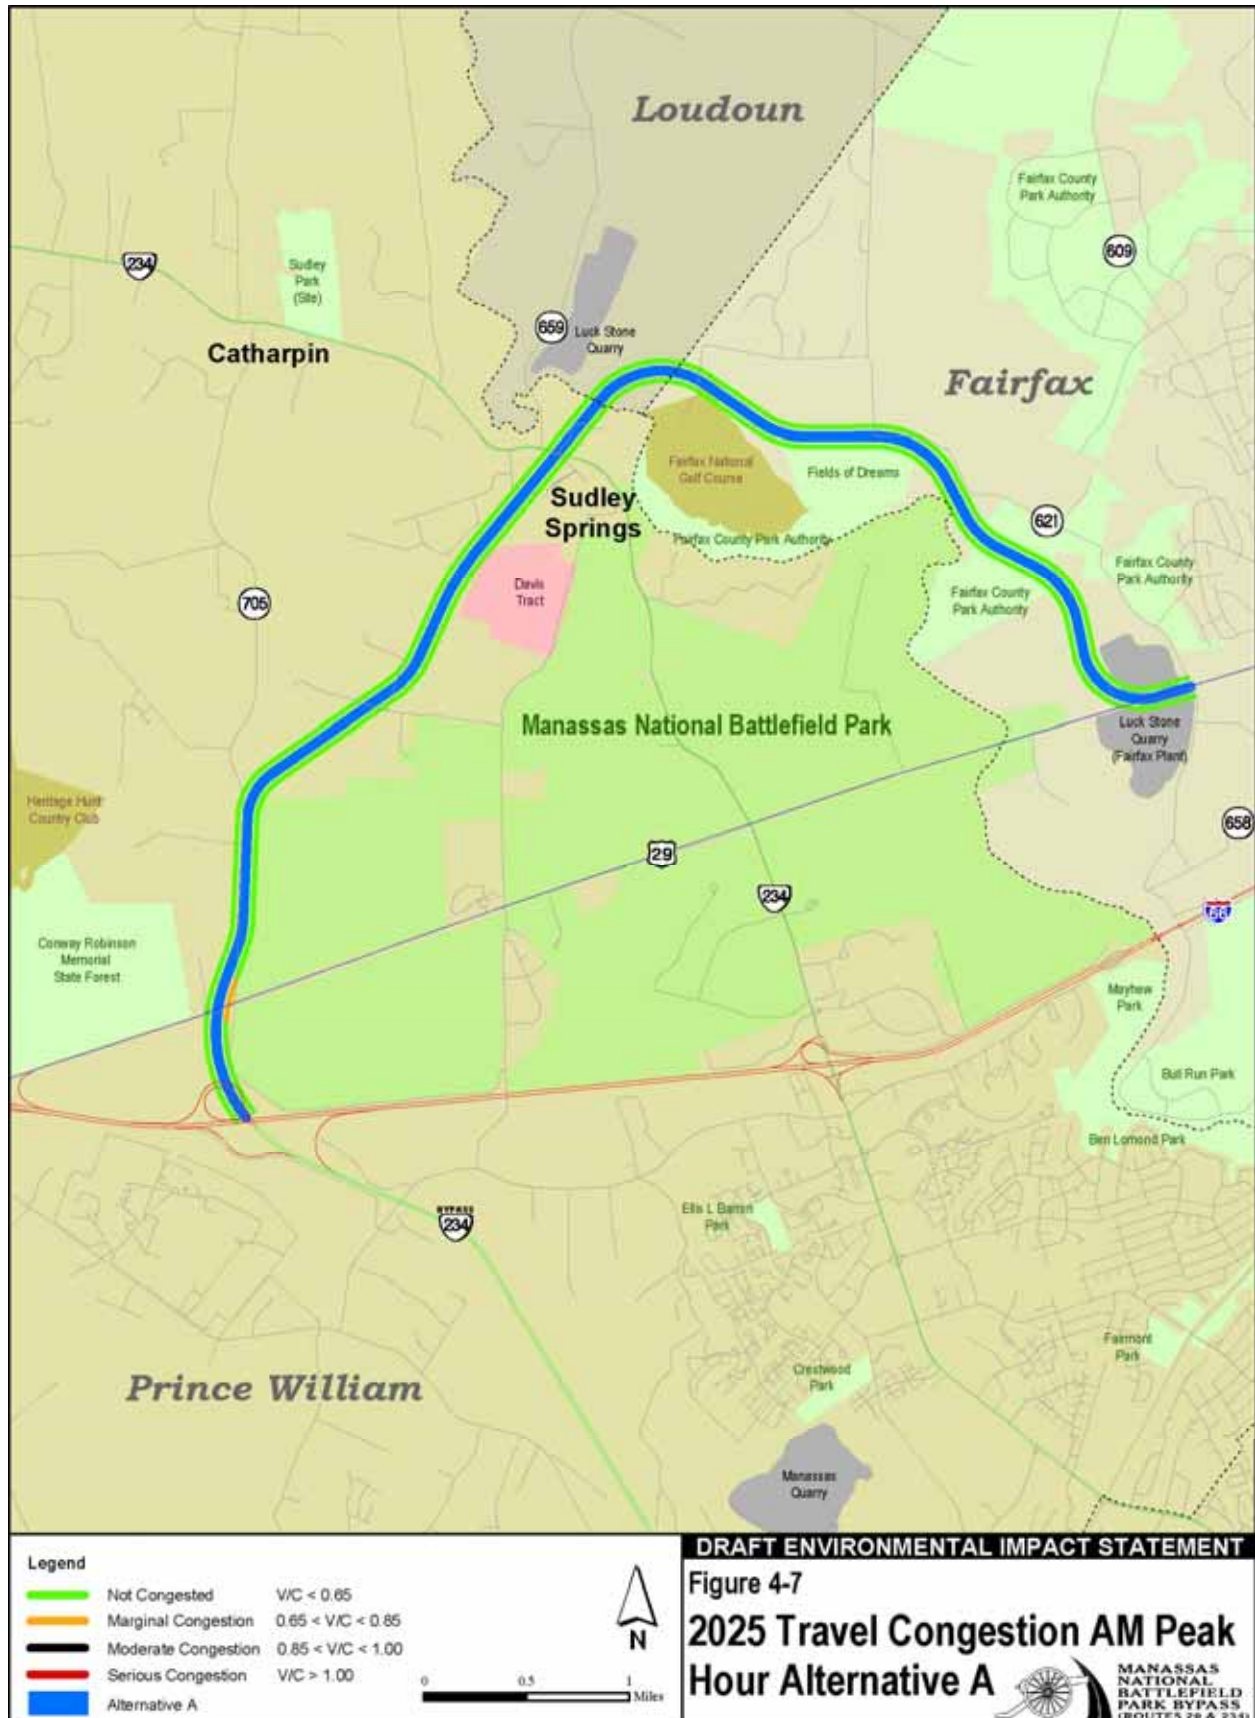 Loudoun
Fairfax County
Park Authority
609
234
Sudley
Park
(Site)
659
Luck Stone
Quarry
Catharpin
Fairfax
Fairfax National
Golf Course
Fields of Dreams
Sudley
Springs
621
Fairfax County Park Authority
Fairfax County
Park Authority
Davis
Tract
Fairfax County
Park Authority
705
Manassas National Battlefield Park
Luck Stone
Quarry
(Fairfax Plant)
Heritage Hunt
Country Club
658
29
234
66
Conway Robinson
Memorial
State Forest
Mayhew
Park
Bull Run Park
Ben Lomond Park
Ellis L Barron
Park
BYPASS
234
Fairmont
Park
Crestwood
Park
Prince William
Manassas
Quarry
DRAFT ENVIRONMENTAL IMPACT STATEMENT
Legend
Not Congested V/C < 0.65
Marginal Congestion 0.65 < V/C < 0.85
Moderate Congestion 0.85 < V/C < 1.00
Serious Congestion V/C > 1.00
Alternative A
N
0 0.5 1
Miles
Figure 4-7
2025 Travel Congestion AM Peak
Hour Alternative A
MANASSAS
NATIONAL
BATTLEFIELD
PARK BYPASS
(ROUTES 29 & 234)